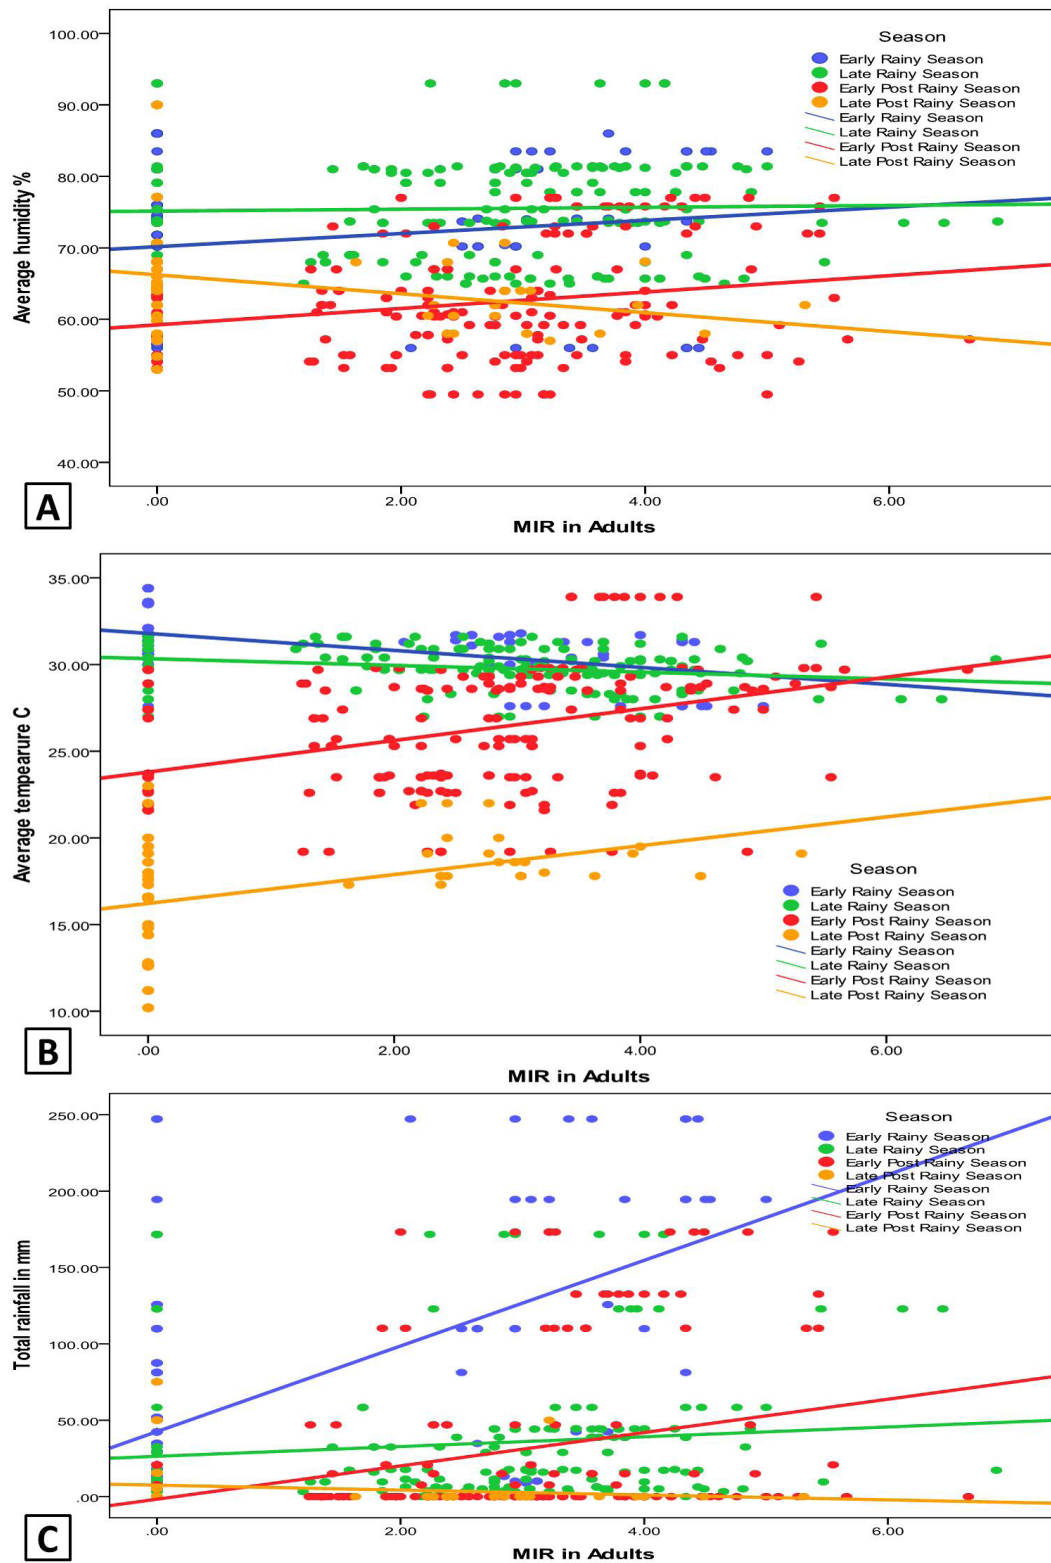 Season
100.00
Early Rainy Season
Late Rainy Season
Early Post Rainy Season
Late Post Rainy Season
Early Rainy Season
Late Rainy Season
Early Post Rainy Season
Late Post Rainy Season
90.00
80.00
70.00
60.00
50.00
40.00
Average humidity %
.00
2.00
4.00
6.00
MIR in Adults
A
35.00
30.00
25.00
20.00
15.00
10.00
Average tempearure C
Season
Early Rainy Season
Late Rainy Season
Early Post Rainy Season
Late Post Rainy Season
Early Rainy Season
Late Rainy Season
Early Post Rainy Season
Late Post Rainy Season
.00
2.00
4.00
6.00
MIR in Adults
B
250.00
200.00
150.00
100.00
50.00
.00
Total rainfall in mm
Season
Early Rainy Season
Late Rainy Season
Early Post Rainy Season
Late Post Rainy Season
Early Rainy Season
Late Rainy Season
Early Post Rainy Season
Late Post Rainy Season
.00
2.00
4.00
6.00
MIR in Adults
C